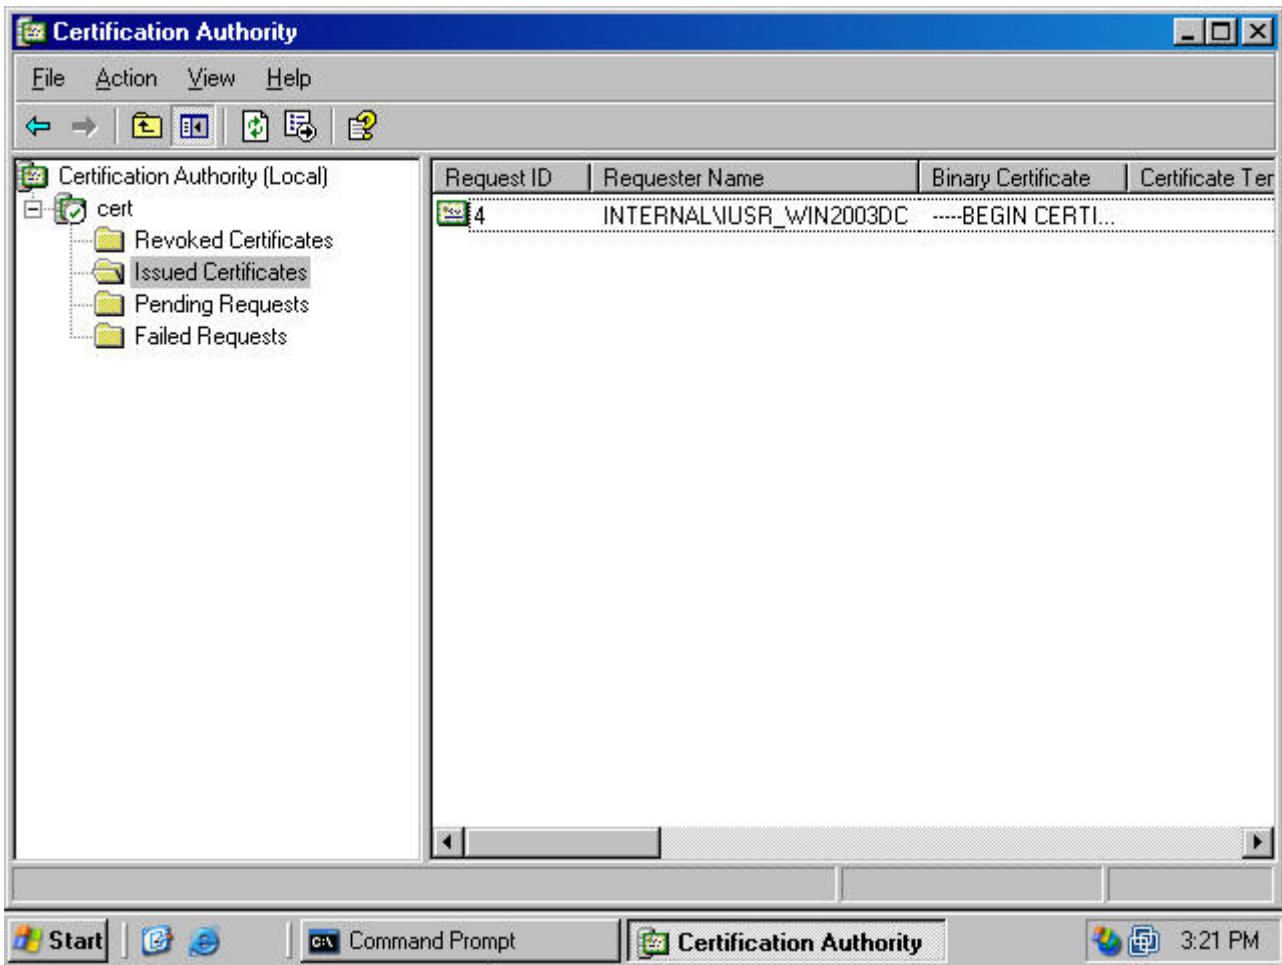 Certification Authority
File Action View Help
Certification Authority (Local)
cert
Revoked Certificates
Issued Certificates
Pending Requests
Failed Requests
Request ID Requester Name Binary Certificate Certificate Ter
4 INTERNAL\IUSR_WIN2003DC -----BEGIN CERTI...
Start Command Prompt Certification Authority 3:21 PM